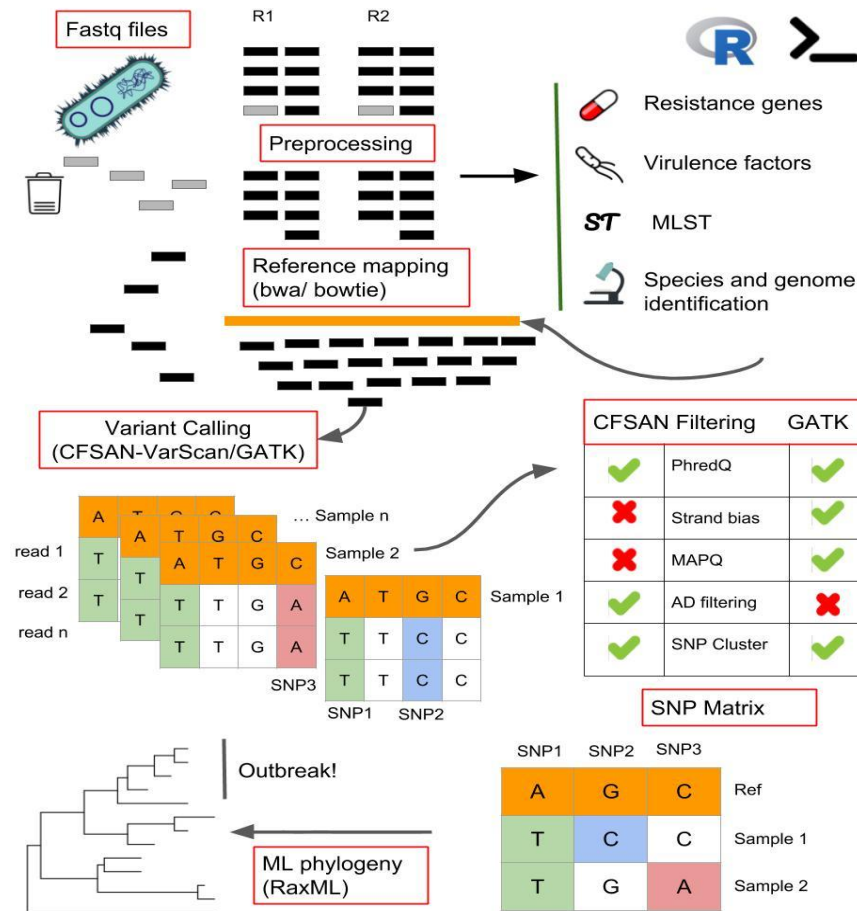 Fastq files
R1 R2
R
Preprocessing
Resistance genes
Virulence factors
ST MLST
Species and genome
identification
Reference mapping
(bwa/ bowtie)
Variant Calling
(CFSAN-VarScan/GATK)
CFSAN Filtering GATK
PhredQ
Strand bias
MAPQ
AD filtering
SNP Cluster
A T G C
... Sample n
A T G C
Sample 2
read 1 T T A T G C
read 2 T T T T G A
read n T T G A
SNP3
A T G C Sample 1
T T C C
T T C C
SNP1 SNP2
SNP Matrix
SNP1 SNP2 SNP3
A G C Ref
T C C Sample 1
T G A Sample 2
Outbreak!
ML phylogeny
(RaxML)